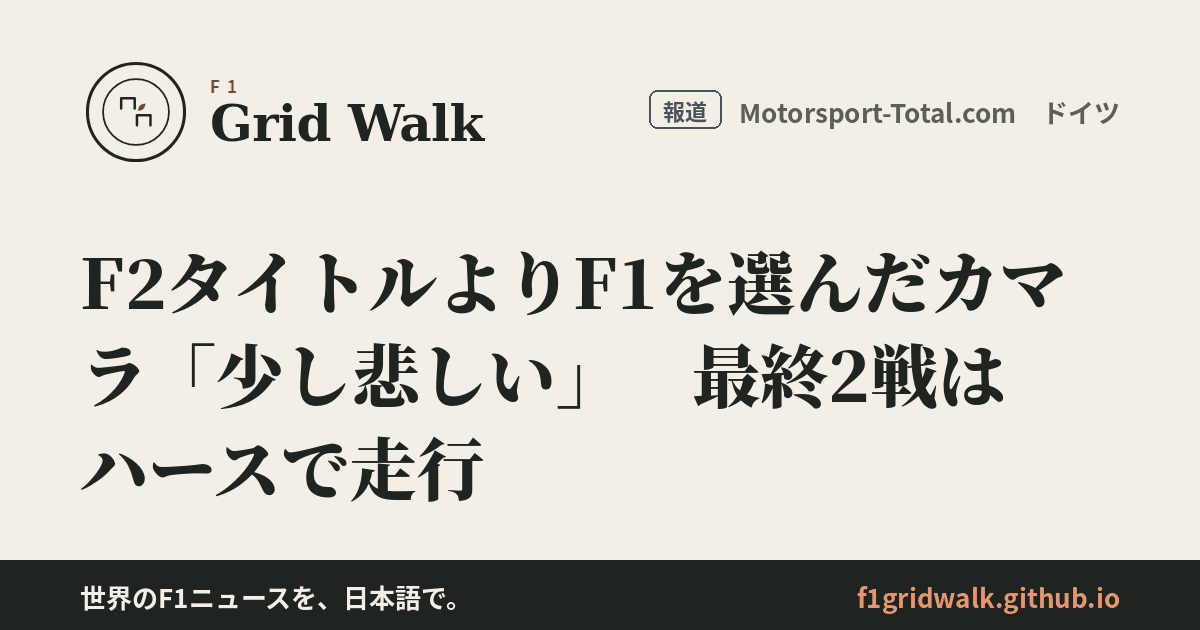 F1
Grid Walk
報道 Motorsport-Total.com ドイツ
F2タイトルよりF1を選んだカマ
ラ「少し悲しい」　最終2戦は
ハースで走行
世界のF1ニュースを、日本語で。
f1gridwalk.github.io